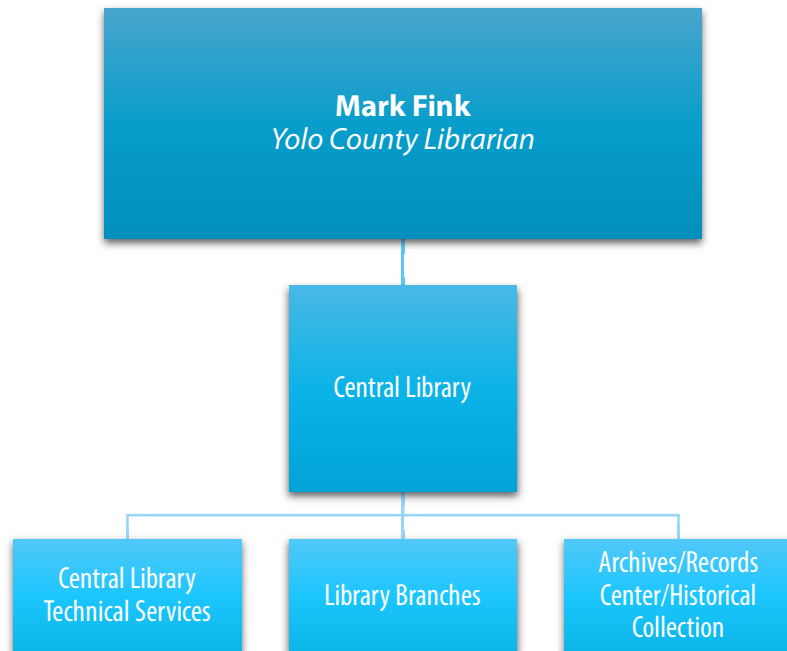 Mark Fink
Yolo County Librarian
Central Library
Central Library
Technical Services
Library Branches
Archives/Records
Center/Historical
Collection